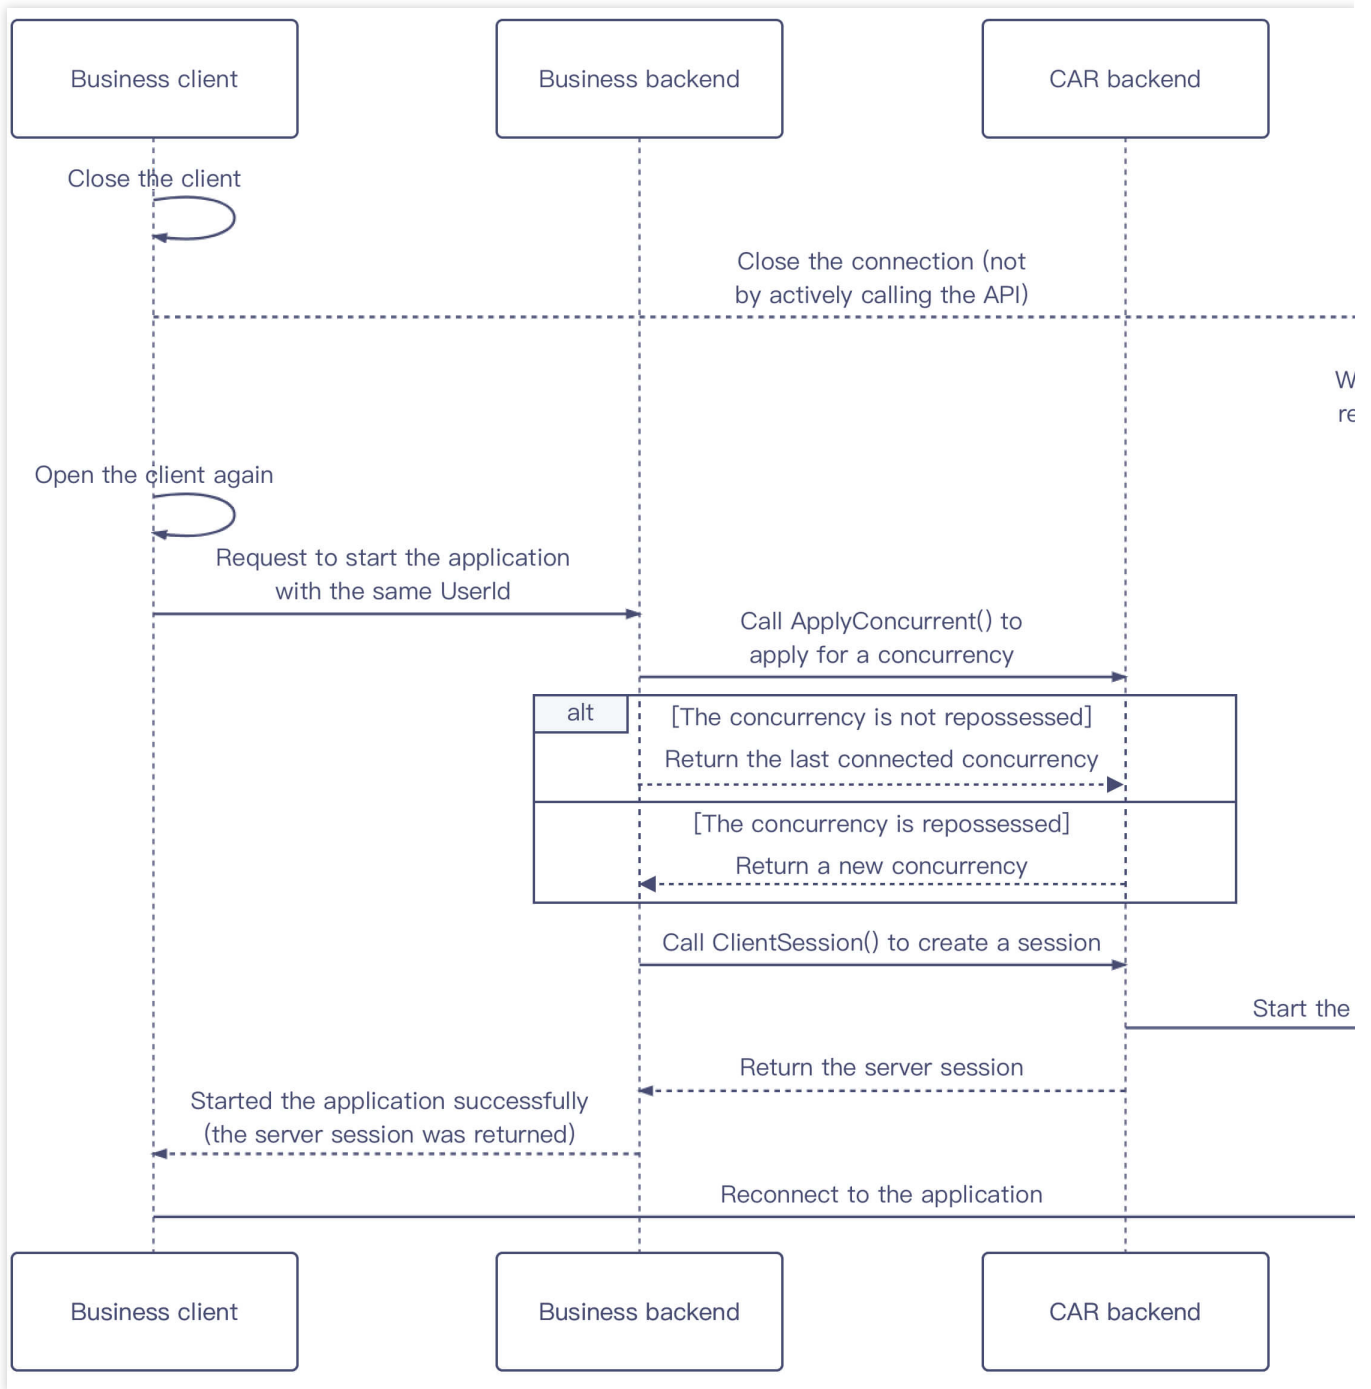 Business client
Business backend
CAR backend
Close the client
Close the connection (not
by actively calling the API)
Open the client again
Request to start the application
with the same UserId
Call ApplyConcurrent() to
apply for a concurrency
alt
[The concurrency is not repossessed]
Return the last connected concurrency
[The concurrency is repossessed]
Return a new concurrency
Call ClientSession() to create a session
Start the
Return the server session
Started the application successfully
(the server session was returned)
Reconnect to the application
Business client
Business backend
CAR backend